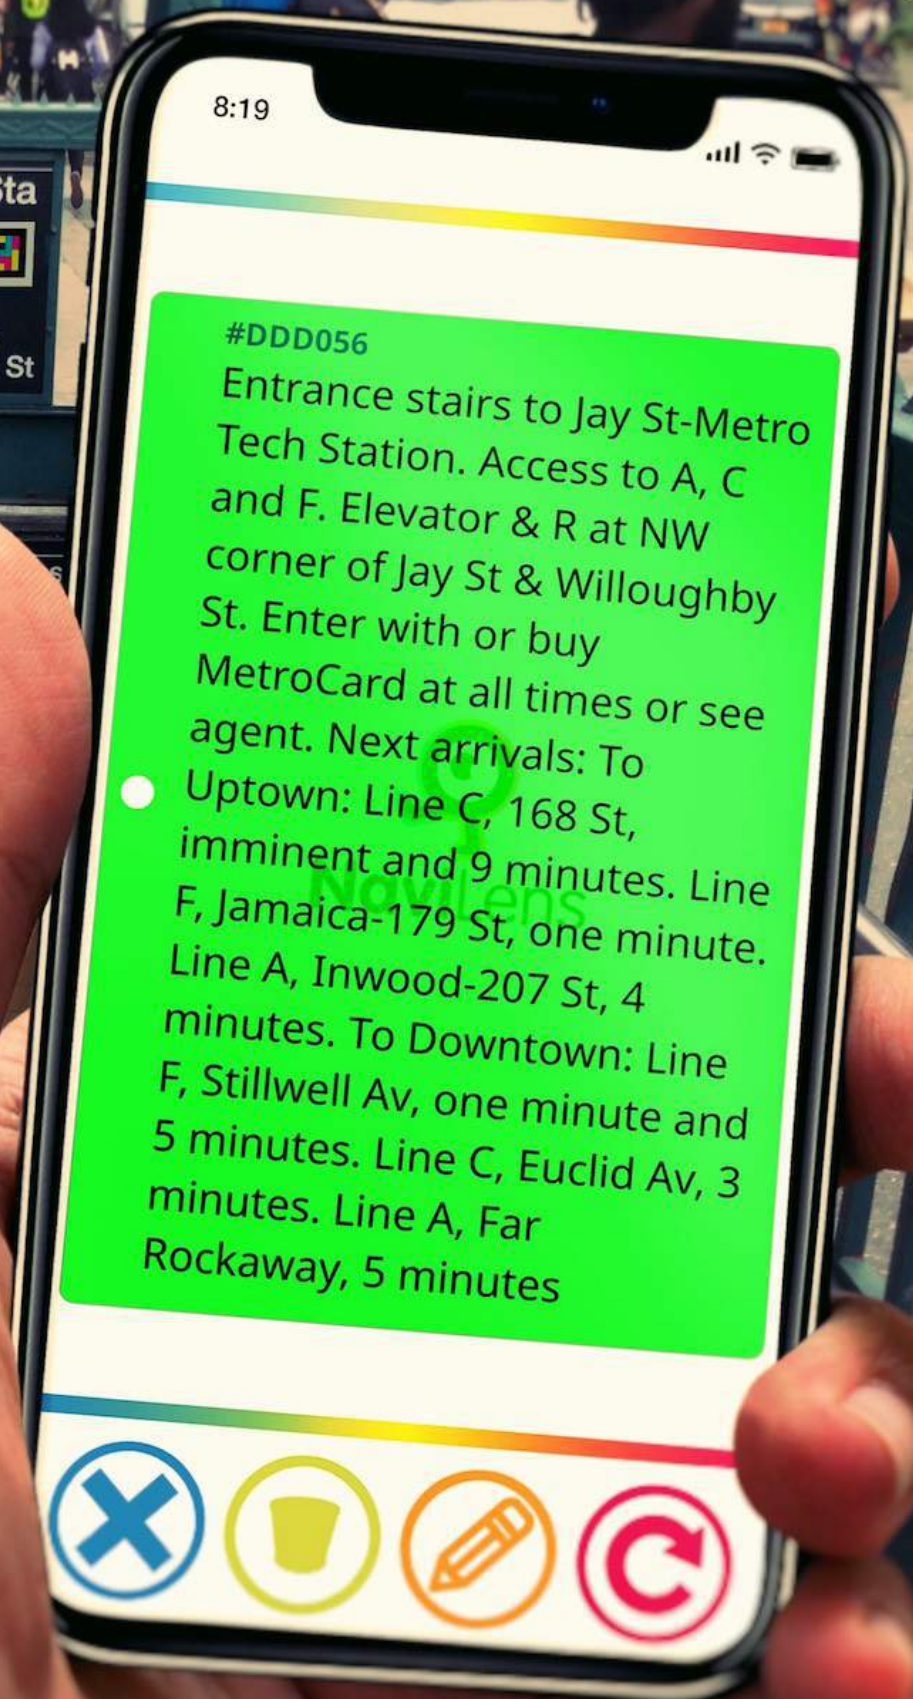 8:19
Sta
St
#DDD056
Entrance stairs to Jay St-Metro
Tech Station. Access to A, C
and F. Elevator & R at NW
corner of Jay St & Willoughby
St. Enter with or buy
MetroCard at all times or see
agent. Next arrivals: To
Uptown: Line C, 168 St,
imminent and 9 minutes. Line
F, Jamaica-179 St, one minute.
Line A, Inwood-207 St, 4
minutes. To Downtown: Line
F, Stillwell Av, one minute and
5 minutes. Line C, Euclid Av, 3
minutes. Line A, Far
Rockaway, 5 minutes
NaviLens